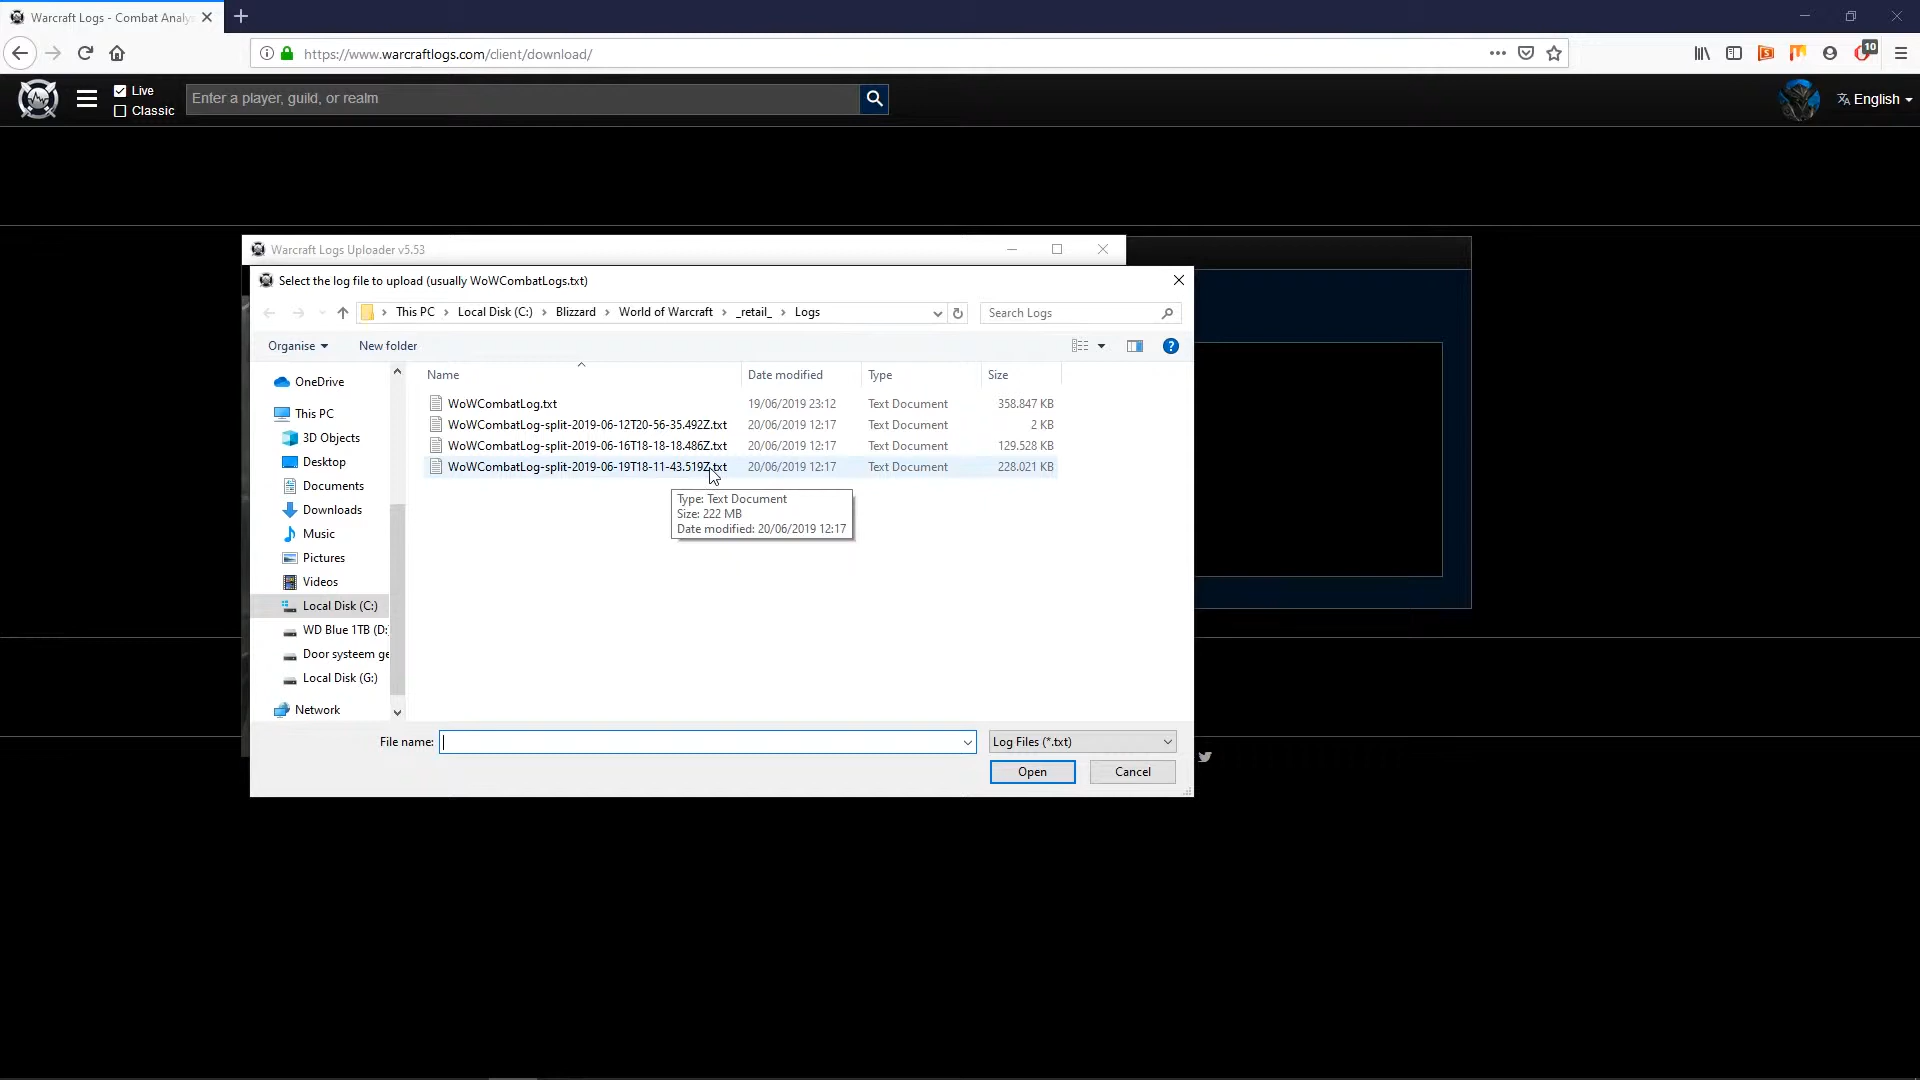 Warcraft Logs - Combat Analys
https://www.warcraftlogs.com/client/download/
10
Live
Classic
Enter a player, guild, or realm
English
Warcraft Logs Uploader v5.53
Select the log file to upload (usually WoWCombatLogs.txt)
This PC > Local Disk (C:) > Blizzard > World of Warcraft > _retail_ > Logs
Search Logs
Organise
New folder
Name
Date modified
Type
Size
WoWCombatLog.txt 19/06/2019 23:12 Text Document 358.847 KB
WoWCombatLog-split-2019-06-12T20-56-35.492Z.txt 20/06/2019 12:17 Text Document 2 KB
WoWCombatLog-split-2019-06-16T18-18-18.486Z.txt 20/06/2019 12:17 Text Document 129.528 KB
WoWCombatLog-split-2019-06-19T18-11-43.519Z.txt 20/06/2019 12:17 Text Document 228.021 KB
Type: Text Document
Size: 222 MB
Date modified: 20/06/2019 12:17
OneDrive
This PC
3D Objects
Desktop
Documents
Downloads
Music
Pictures
Videos
Local Disk (C:)
WD Blue 1TB (D:
Door systeem ge
Local Disk (G:)
Network
File name:
Log Files (*.txt)
Open
Cancel